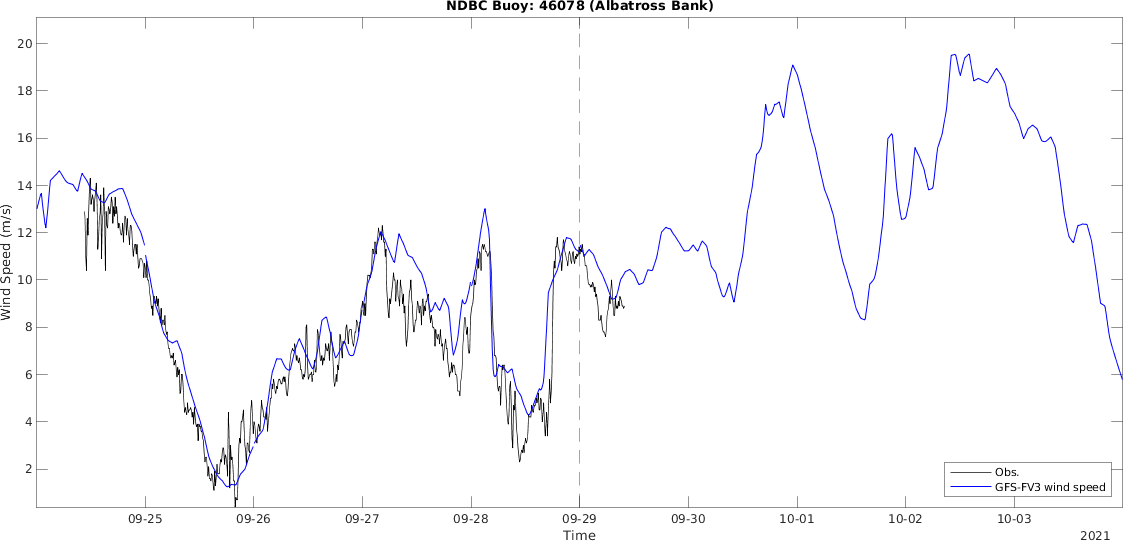 NDBC Buoy: 46078 (Albatross Bank)
Wind Speed (m/s)
20
18
16
14
12
10
8
6
4
2
09-25 09-26 09-27 09-28 09-29 09-30 10-01 10-02 10-03
Time
2021
Obs.
GFS-FV3 wind speed